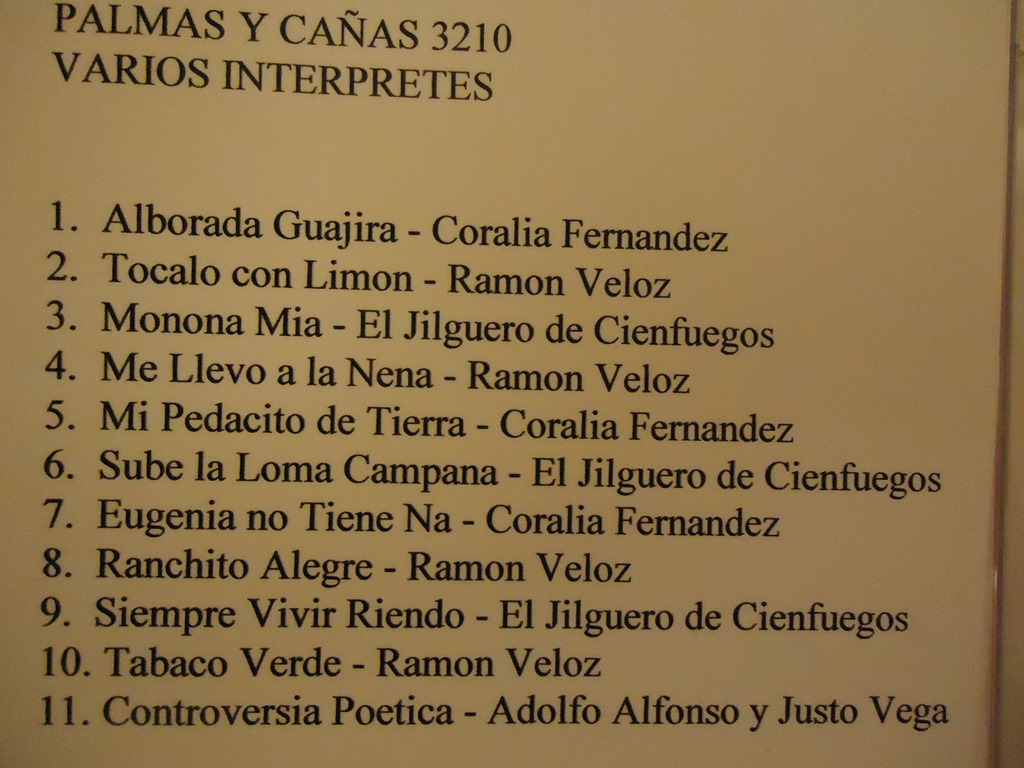 PALMAS Y CAÑAS 3210
VARIOS INTERPRETES
1. Alborada Guajira - Coralia Fernandez
2. Tocalo con Limon - Ramon Veloz
3. Monona Mia - El Jilguero de Cienfuegos
4. Me Llevo a la Nena - Ramon Veloz
5. Mi Pedacito de Tierra - Coralia Fernandez
6. Sube la Loma Campana - El Jilguero de Cienfuegos
7. Eugenia no Tiene Na - Coralia Fernandez
8. Ranchito Alegre - Ramon Veloz
9. Siempre Vivir Riendo - El Jilguero de Cienfuegos
10. Tabaco Verde - Ramon Veloz
11. Controversia Poetica - Adolfo Alfonso y Justo Vega